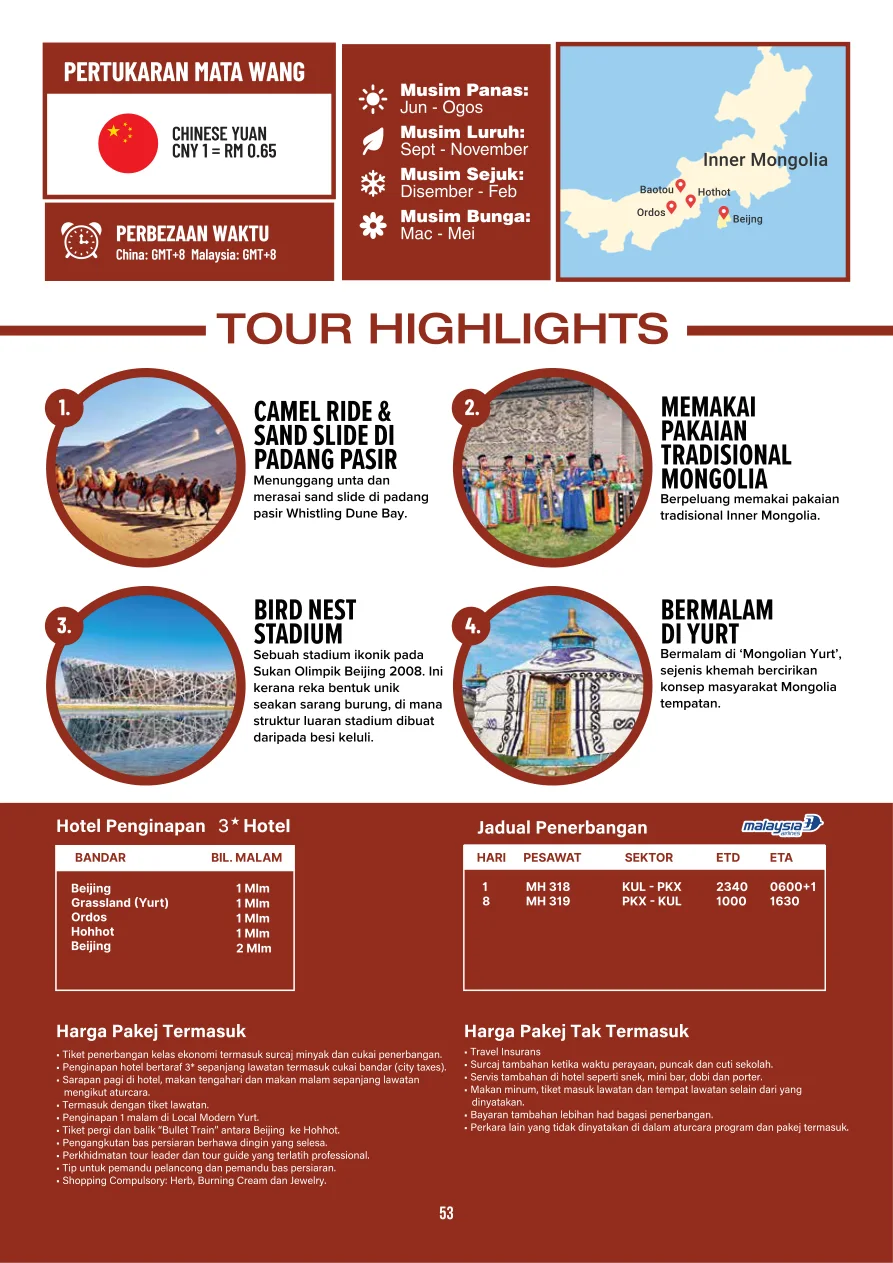 PERTUKARAN MATA WANG
CHINESE YUAN
CNY 1 = RM 0.65
PERBEZAAN WAKTU
China: GMT+8 Malaysia: GMT+8
Musim Panas:
Jun - Ogos
Musim Luruh:
Sept - November
Musim Sejuk:
Disember - Feb
Musim Bunga:
Mac - Mei
Inner Mongolia
Baotou
Hothot
Ordos
Beijng
TOUR HIGHLIGHTS
1.
CAMEL RIDE &
SAND SLIDE DI
PADANG PASIR
Menunggang unta dan
merasai sand slide di padang
pasir Whistling Dune Bay.
2.
MEMAKAI
PAKAIAN
TRADISIONAL
MONGOLIA
Berpeluang memakai pakaian
tradisional Inner Mongolia.
3.
BIRD NEST
STADIUM
Sebuah stadium ikonik pada
Sukan Olimpik Beijing 2008. Ini
kerana reka bentuk unik
seakan sarang burung, di mana
struktur luaran stadium dibuat
daripada besi keluli.
4.
BERMALAM
DI YURT
Bermalam di ‘Mongolian Yurt’,
sejenis khemah bercirikan
konsep masyarakat Mongolia
tempatan.
Hotel Penginapan 3★ Hotel
BANDAR BIL. MALAM
Beijing 1 Mlm
Grassland (Yurt) 1 Mlm
Ordos 1 Mlm
Hohhot 1 Mlm
Beijing 2 Mlm
Jadual Penerbangan
malaysia
airlines
HARI PESAWAT SEKTOR ETD ETA
1 MH 318 KUL - PKX 2340 0600+1
8 MH 319 PKX - KUL 1000 1630
Harga Pakej Termasuk
• Tiket penerbangan kelas ekonomi termasuk surcaj minyak dan cukai penerbangan.
• Penginapan hotel bertaraf 3* sepanjang lawatan termasuk cukai bandar (city taxes).
• Sarapan pagi di hotel, makan tengahari dan makan malam sepanjang lawatan
mengikut aturcara.
• Termasuk dengan tiket lawatan.
• Penginapan 1 malam di Local Modern Yurt.
• Tiket pergi dan balik “Bullet Train” antara Beijing ke Hohhot.
• Pengangkutan bas persiaran berhawa dingin yang selesa.
• Perkhidmatan tour leader dan tour guide yang terlatih professional.
• Tip untuk pemandu pelancong dan pemandu bas persiaran.
• Shopping Compulsory: Herb, Burning Cream dan Jewelry.
Harga Pakej Tak Termasuk
• Travel Insurans
• Surcaj tambahan ketika waktu perayaan, puncak dan cuti sekolah.
• Servis tambahan di hotel seperti snek, mini bar, dobi dan porter.
• Makan minum, tiket masuk lawatan dan tempat lawatan selain dari yang
dinyatakan.
• Bayaran tambahan lebihan had bagasi penerbangan.
• Perkara lain yang tidak dinyatakan di dalam aturcara program dan pakej termasuk.
53